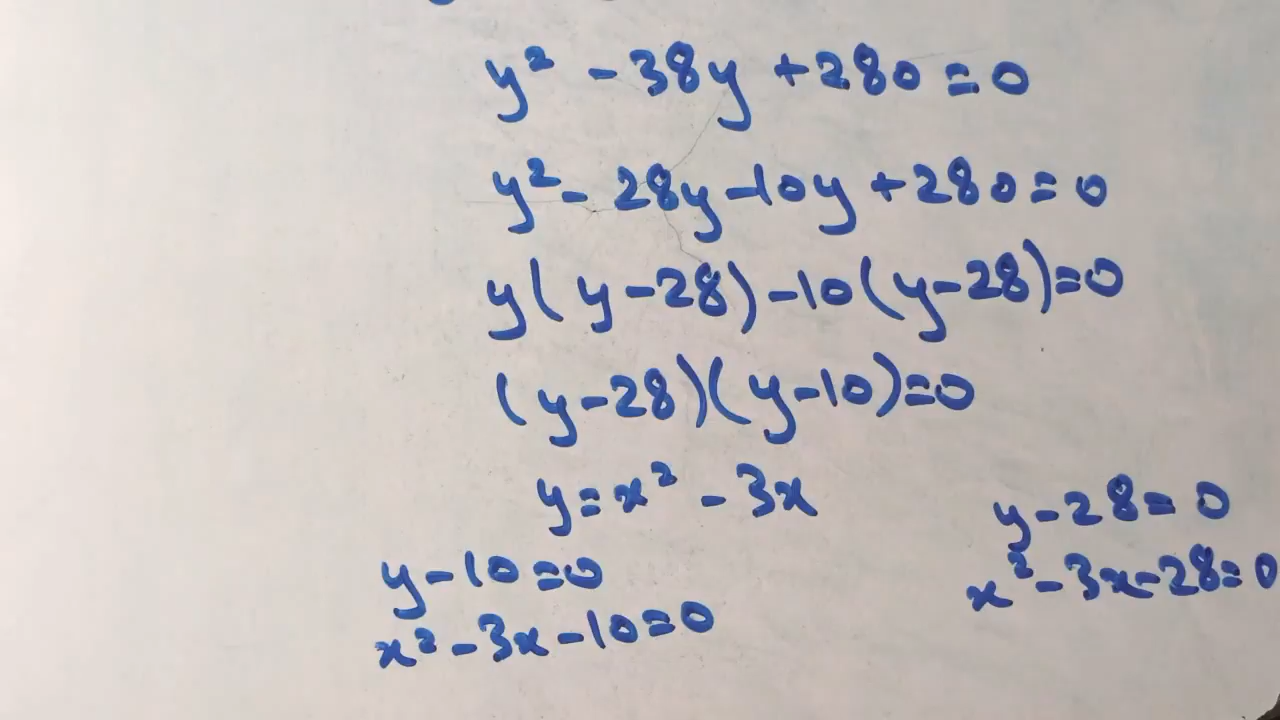 y² - 38y + 280 = 0
y² - 28y - 10y + 280 = 0
y(y - 28) - 10(y - 28) = 0
(y - 28)(y - 10) = 0
y = x² - 3x
y - 10 = 0
x² - 3x - 10 = 0
y - 28 = 0
x² - 3x - 28 = 0